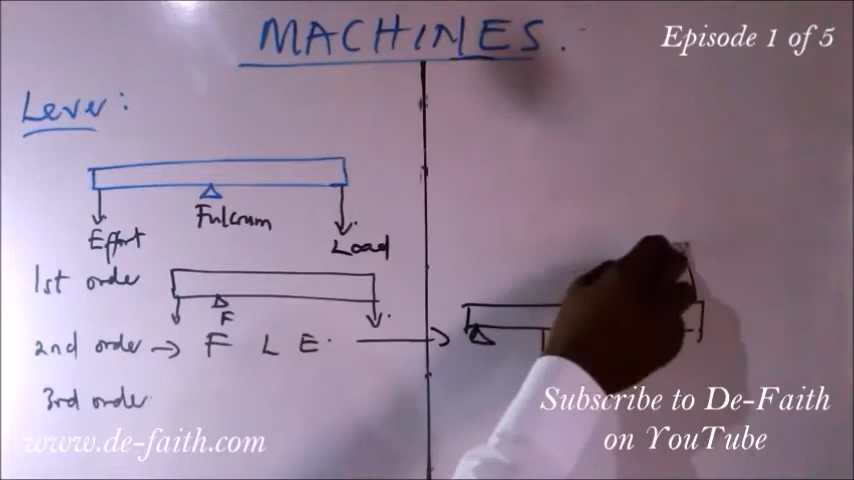 MACHINES.
Episode 1 of 5
Lever:
Fulcrum
Effort
Load
1st order
F
2nd order → F L E.
3rd order
Subscribe to De-Faith
on YouTube
www.de-faith.com